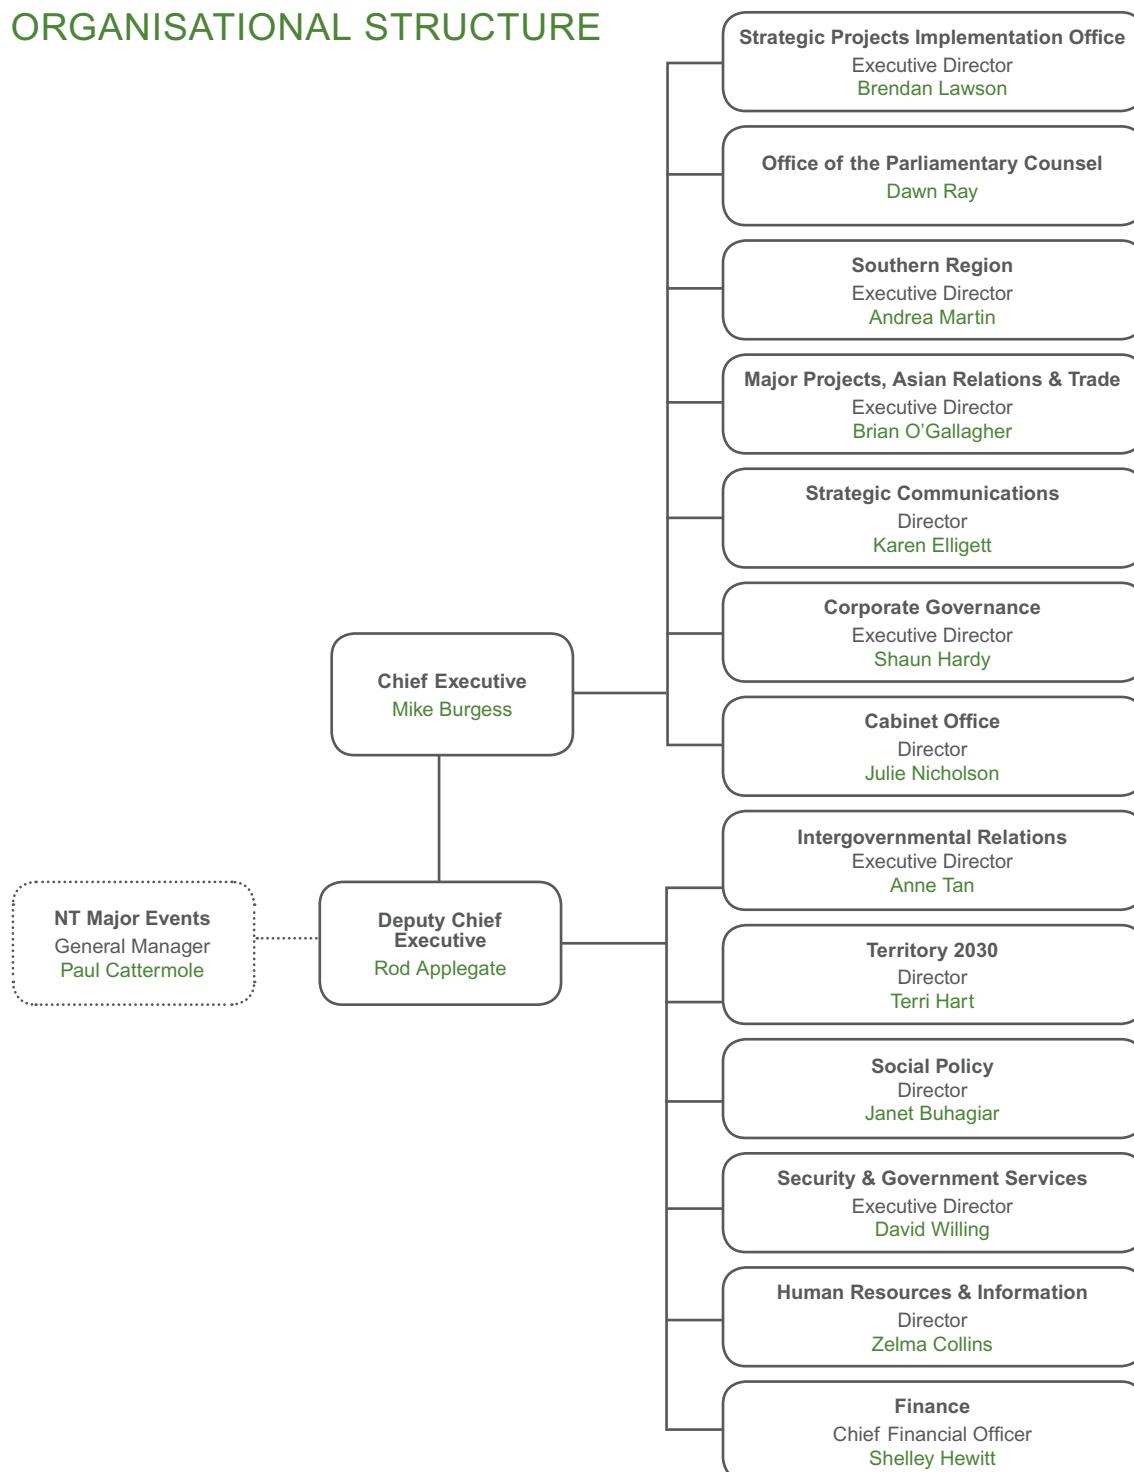 ORGANISATIONAL STRUCTURE
Strategic Projects Implementation Office
Executive Director
Brendan Lawson
Office of the Parliamentary Counsel
Dawn Ray
Southern Region
Executive Director
Andrea Martin
Major Projects, Asian Relations & Trade
Executive Director
Brian O’Gallagher
Strategic Communications
Director
Karen Elligett
Corporate Governance
Executive Director
Shaun Hardy
Chief Executive
Mike Burgess
Cabinet Office
Director
Julie Nicholson
Intergovernmental Relations
Executive Director
Anne Tan
NT Major Events
General Manager
Paul Cattermole
Deputy Chief
Executive
Rod Applegate
Territory 2030
Director
Terri Hart
Social Policy
Director
Janet Buhagiar
Security & Government Services
Executive Director
David Willing
Human Resources & Information
Director
Zelma Collins
Finance
Chief Financial Officer
Shelley Hewitt